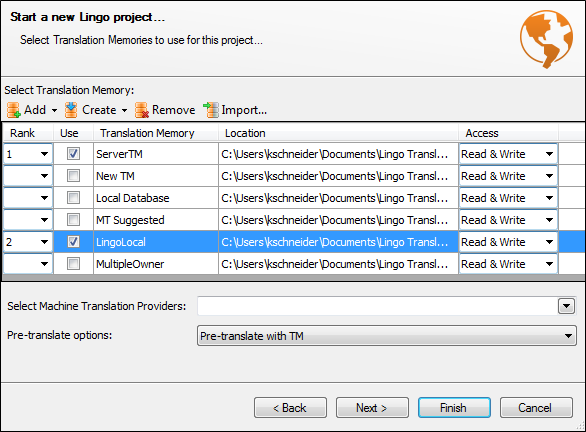 Start a new Lingo project...
Select Translation Memories to use for this project...
Select Translation Memory:
Add Create Remove Import...
Rank Use Translation Memory Location Access
1 ServerTM C:\Users\kschneider\Documents\Lingo Transl... Read & Write
New TM C:\Users\kschneider\Documents\Lingo Transl... Read & Write
Local Database C:\Users\kschneider\Documents\Lingo Transl... Read & Write
MT Suggested C:\Users\kschneider\Documents\Lingo Transl... Read & Write
2 LingoLocal C:\Users\kschneider\Documents\Lingo Transl... Read & Write
MultipleOwner C:\Users\kschneider\Documents\Lingo Transl... Read & Write
Select Machine Translation Providers:
Pre-translate options: Pre-translate with TM
< Back Next > Finish Cancel